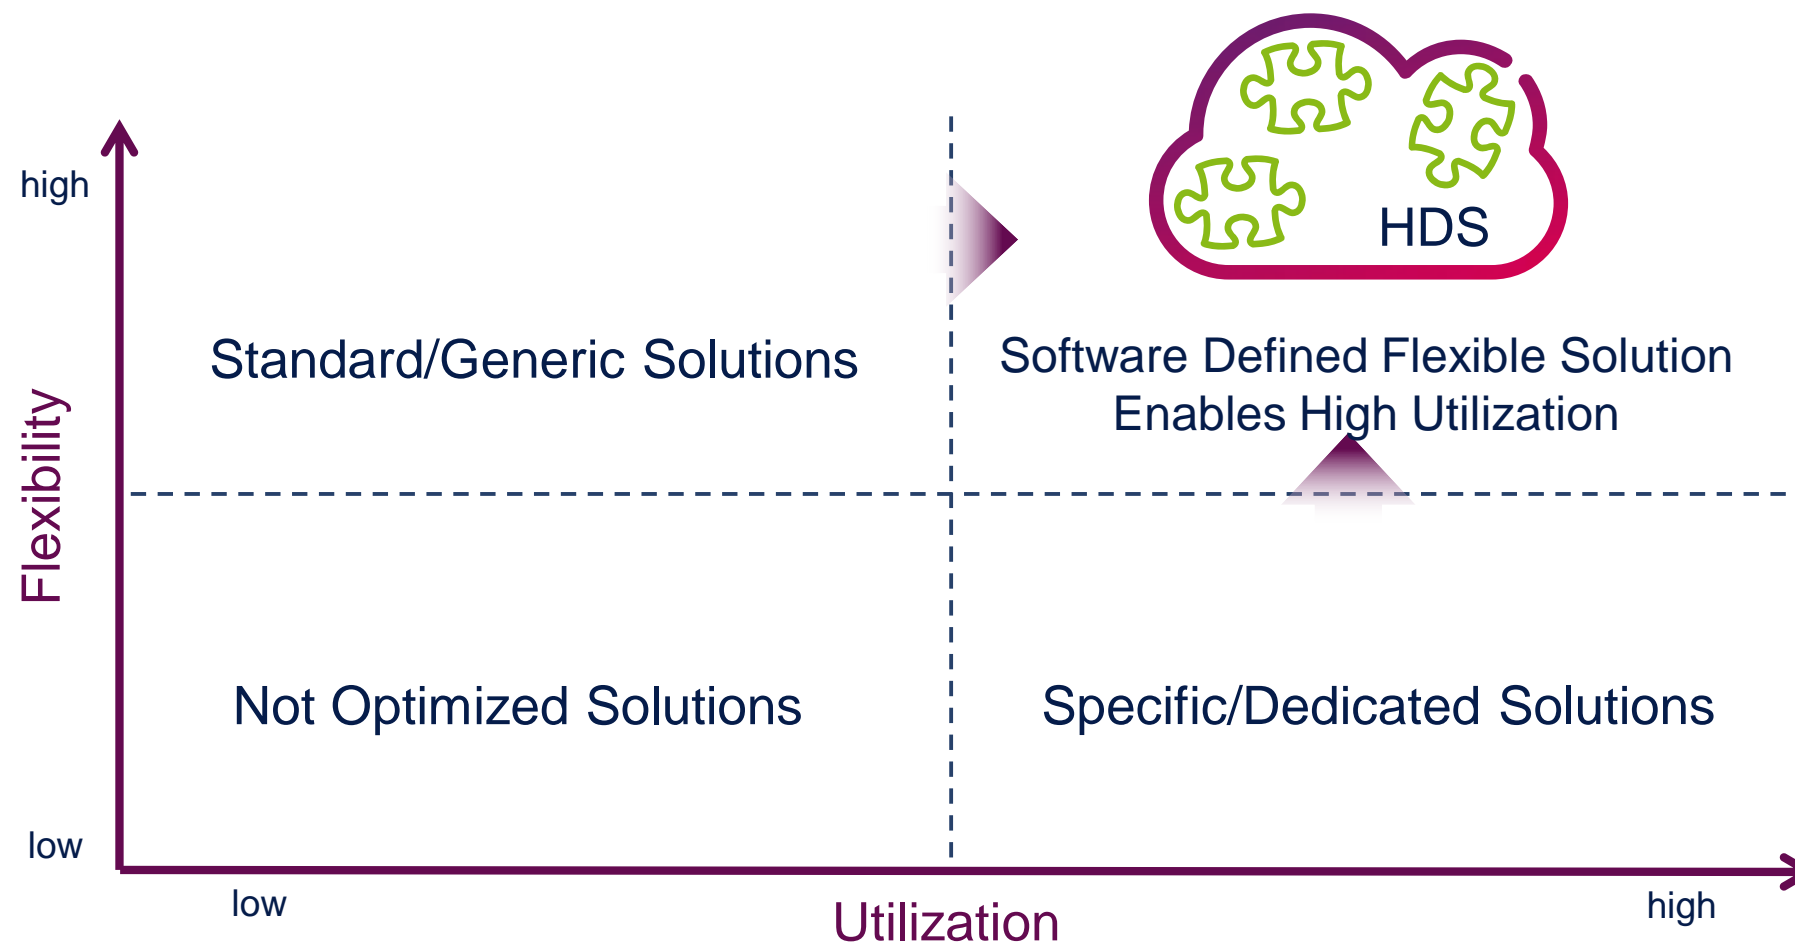 HDS
high
Standard/Generic Solutions
Software Defined Flexible Solution
Enables High Utilization
Flexibility
Not Optimized Solutions
Specific/Dedicated Solutions
low
low
Utilization
high